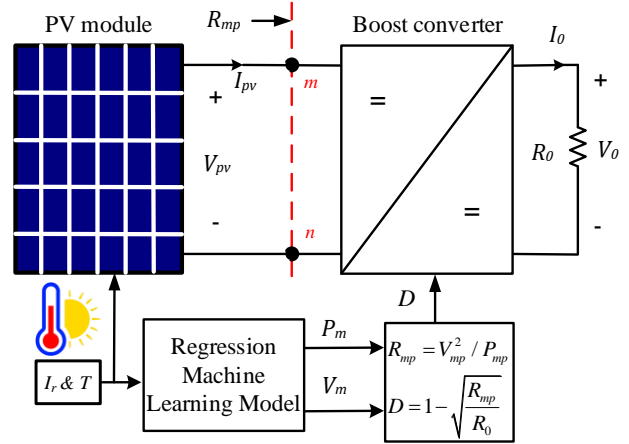 PV module
R_mp
Boost converter
I_pv
m
I_0
+
V_pv
-
=
=
R_0
+
V_0
-
n
D
I_r & T
Regression
Machine
Learning Model
P_m
V_m
R_mp = V_mp^2 / P_mp
D = 1 - √(R_mp / R_0)